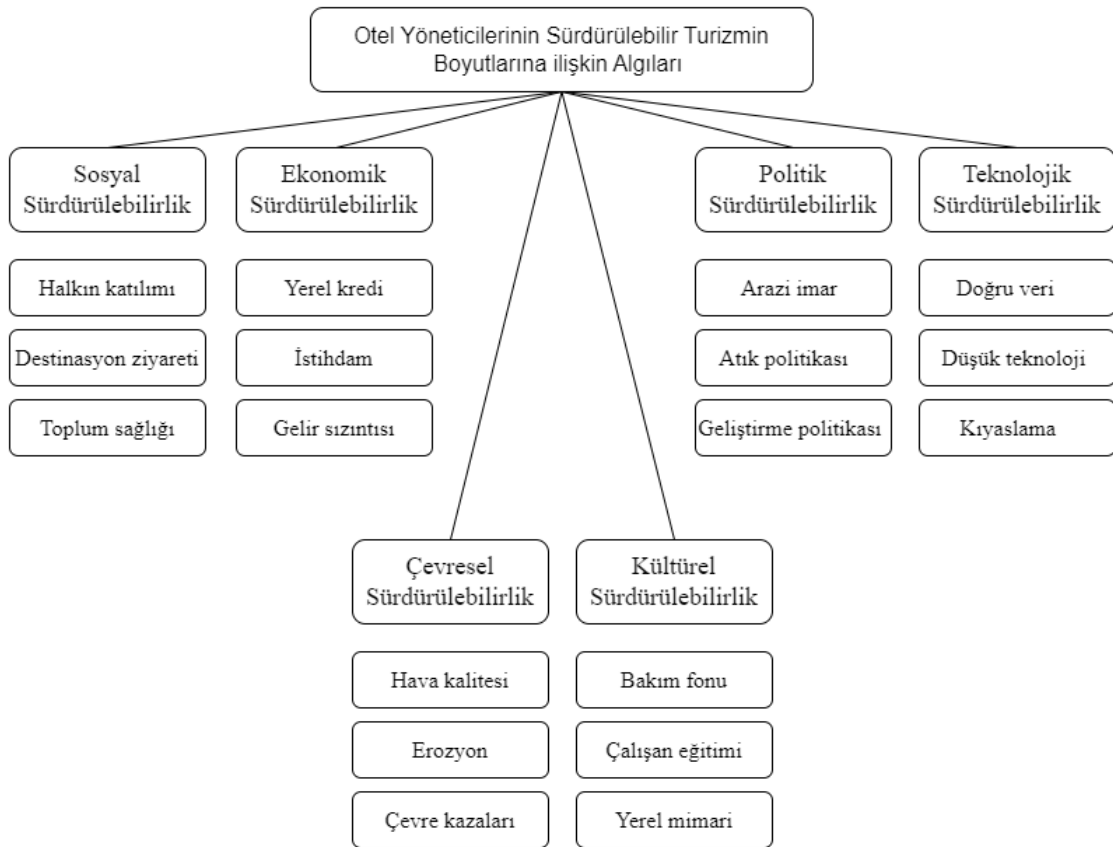 Otel Yöneticilerinin Sürdürülebilir Turizmin
Boyutlarına ilişkin Algıları
Sosyal
Sürdürülebilirlik
Halkın katılımı
Destinasyon ziyareti
Toplum sağlığı
Ekonomik
Sürdürülebilirlik
Yerel kredi
İstihdam
Gelir sızıntısı
Politik
Sürdürülebilirlik
Arazi imar
Atık politikası
Geliştirme politikası
Teknolojik
Sürdürülebilirlik
Doğru veri
Düşük teknoloji
Kıyaslama
Çevresel
Sürdürülebilirlik
Hava kalitesi
Erozyon
Çevre kazaları
Kültürel
Sürdürülebilirlik
Bakım fonu
Çalışan eğitimi
Yerel mimari